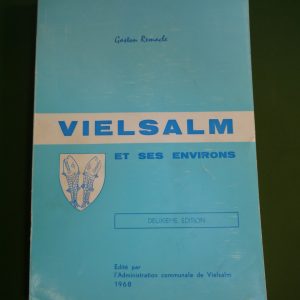 Gaston Remacle
VIELSALM
ET SES ENVIRONS
DEUXIEME EDITION
Edité par
l'Administration communale de Vielsalm
1968